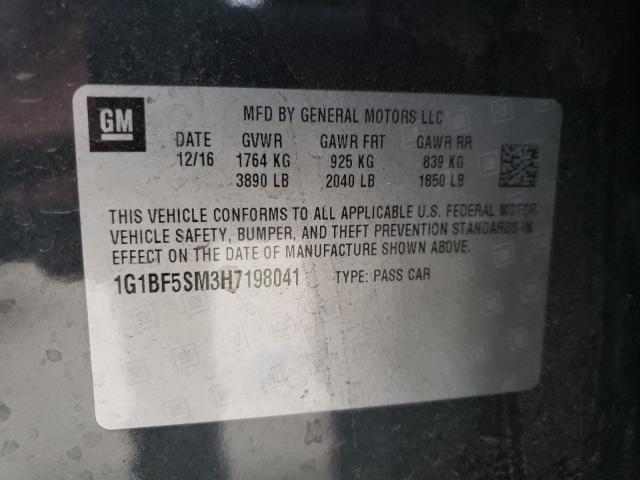 GM
MFD BY GENERAL MOTORS LLC
DATE GVWR GAWR FRT GAWR RR
12/16 1764 KG 925 KG 839 KG
3890 LB 2040 LB 1850 LB
THIS VEHICLE CONFORMS TO ALL APPLICABLE U.S. FEDERAL MOTOR
VEHICLE SAFETY, BUMPER, AND THEFT PREVENTION STANDARDS IN
EFFECT ON THE DATE OF MANUFACTURE SHOWN ABOVE.
1G1BF5SM3H7198041 TYPE: PASS CAR